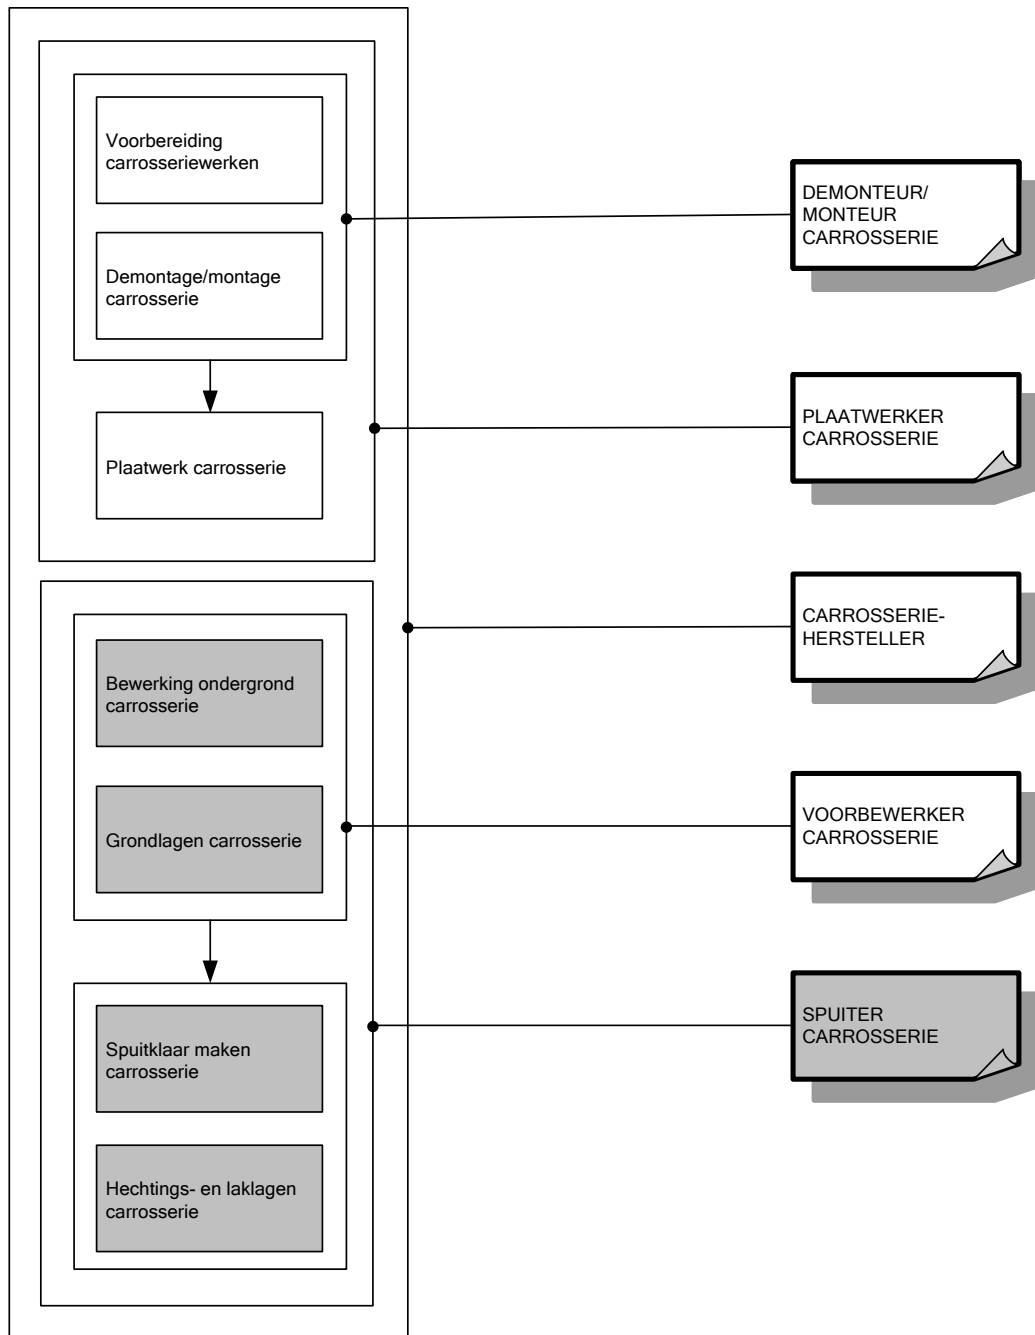 Voorbereiding
carrosseriewerken
Demontage/montage
carrosserie
Plaatwerk carrosserie
Bewerking ondergrond
carrosserie
Grondlagen carrosserie
Spuitklaar maken
carrosserie
Hechtings- en laklagen
carrosserie
DEMONTEUR/
MONTEUR
CARROSSERIE
PLAATWERKER
CARROSSERIE
CARROSSERIE-
HERSTELLER
VOORBEWERKER
CARROSSERIE
SPUITER
CARROSSERIE